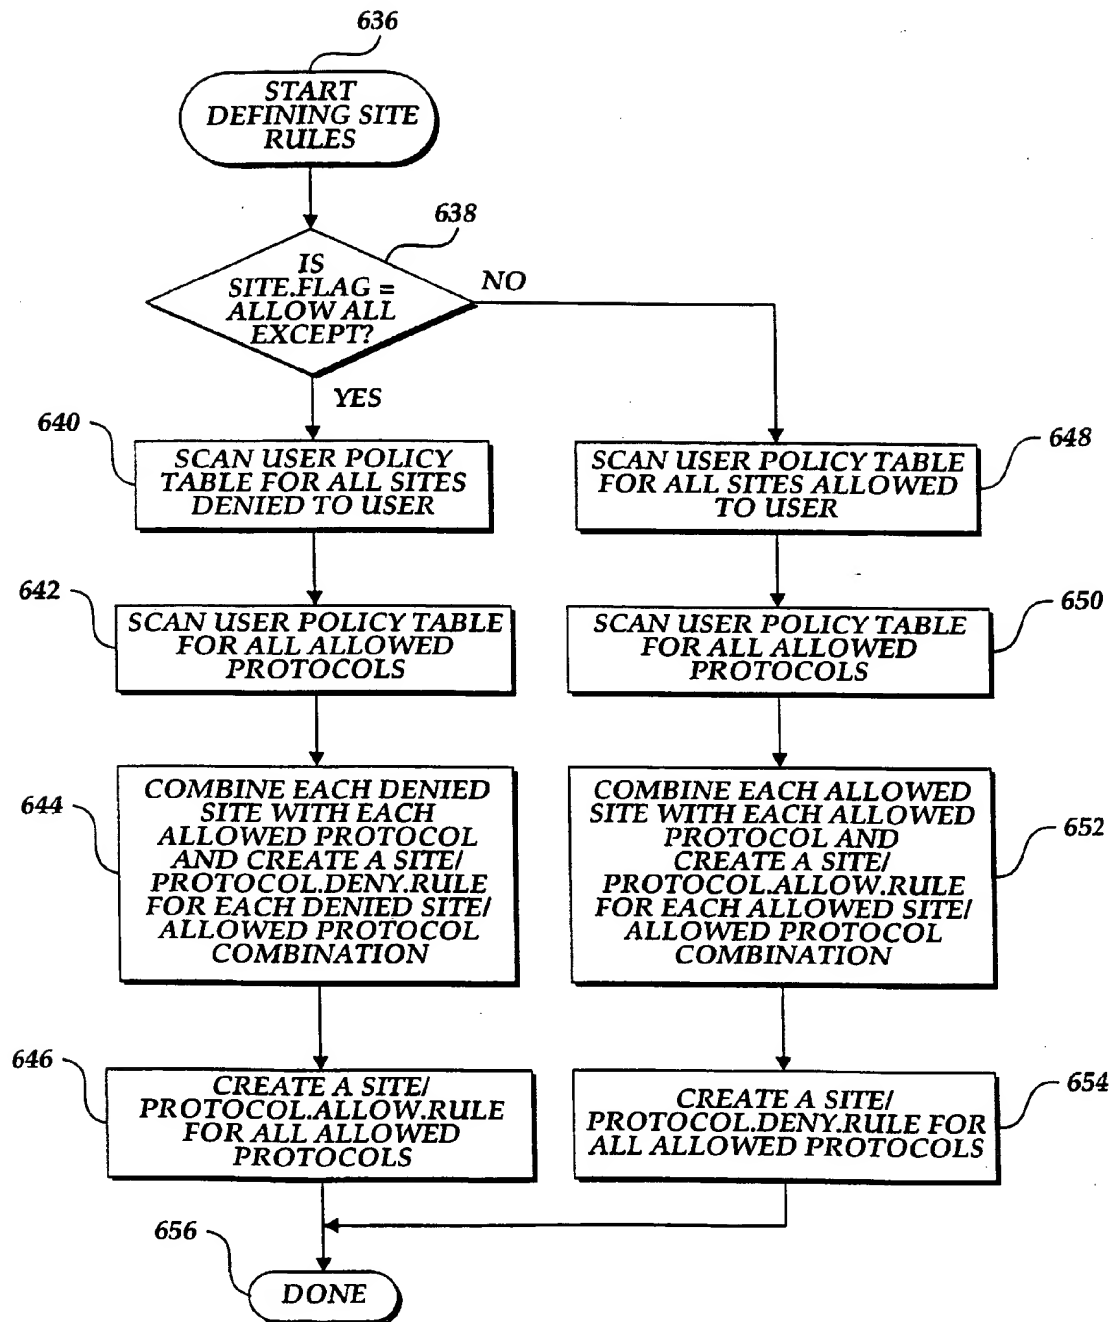 636
START
DEFINING SITE
RULES
638
IS
SITE.FLAG =
ALLOW ALL
EXCEPT?
NO
YES
640
SCAN USER POLICY
TABLE FOR ALL SITES
DENIED TO USER
648
SCAN USER POLICY TABLE
FOR ALL SITES ALLOWED
TO USER
642
SCAN USER POLICY TABLE
FOR ALL ALLOWED
PROTOCOLS
650
SCAN USER POLICY TABLE
FOR ALL ALLOWED
PROTOCOLS
644
COMBINE EACH DENIED
SITE WITH EACH
ALLOWED PROTOCOL
AND CREATE A SITE/
PROTOCOL.DENY.RULE
FOR EACH DENIED SITE/
ALLOWED PROTOCOL
COMBINATION
652
COMBINE EACH ALLOWED
SITE WITH EACH ALLOWED
PROTOCOL AND
CREATE A SITE/
PROTOCOL.ALLOW.RULE
FOR EACH ALLOWED SITE/
ALLOWED PROTOCOL
COMBINATION
646
CREATE A SITE/
PROTOCOL.ALLOW.RULE
FOR ALL ALLOWED
PROTOCOLS
654
CREATE A SITE/
PROTOCOL.DENY.RULE FOR
ALL ALLOWED PROTOCOLS
656
DONE